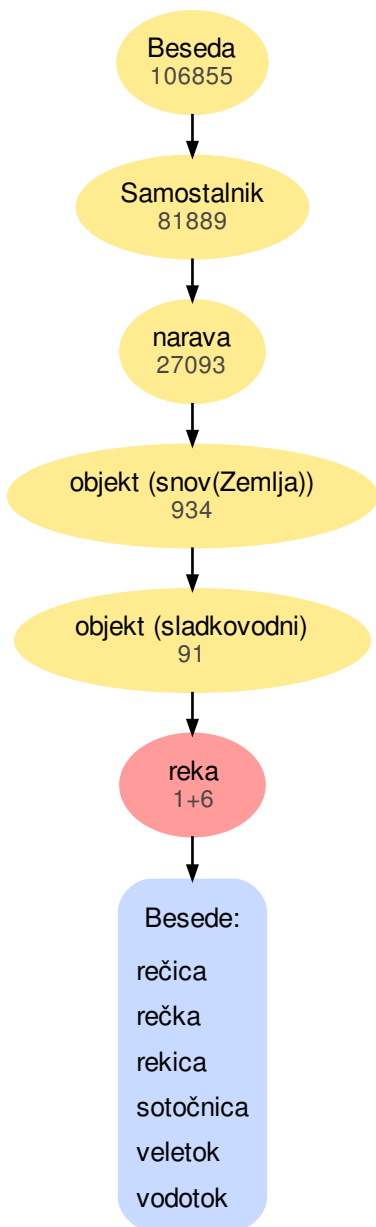 Beseda
106855
Samostalnik
81889
narava
27093
objekt (snov(Zemlja))
934
objekt (sladkovodni)
91
reka
1+6
Besede:
rečica
rečka
rekica
sotočnica
veletok
vodotok